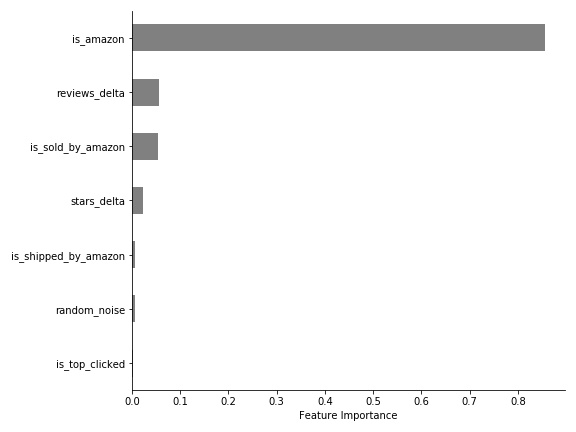 is_amazon
reviews_delta
is_sold_by_amazon
stars_delta
is_shipped_by_amazon
random_noise
is_top_clicked
0.0 0.1 0.2 0.3 0.4 0.5 0.6 0.7 0.8
Feature Importance